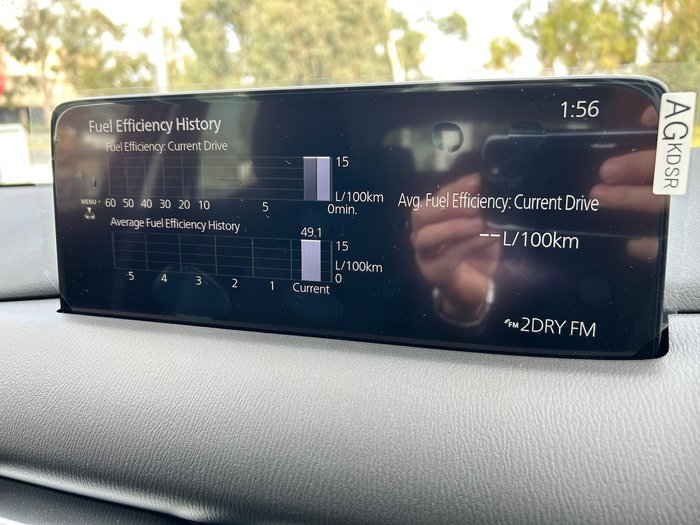 1:56
Fuel Efficiency History
Fuel Efficiency: Current Drive
15
L/100km
MENU
60 50 40 30 20 10 5 0min.
Average Fuel Efficiency History
49.1
15
L/100km
0
5 4 3 2 1 Current
Avg. Fuel Efficiency: Current Drive
--L/100km
FM 2DRY FM
AGKDSR